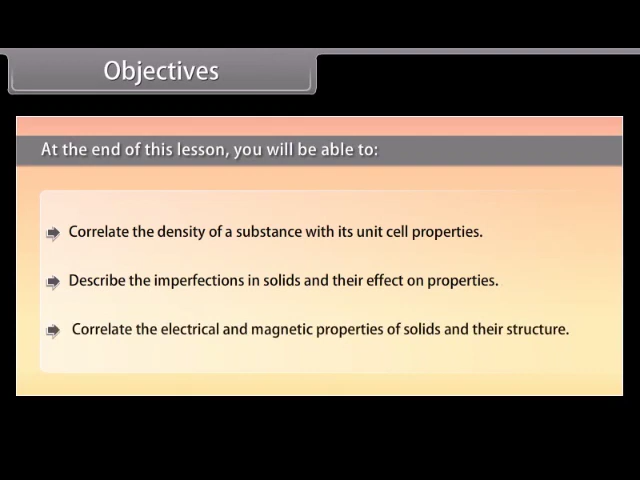 Objectives
At the end of this lesson, you will be able to:
Correlate the density of a substance with its unit cell properties.
Describe the imperfections in solids and their effect on properties.
Correlate the electrical and magnetic properties of solids and their structure.